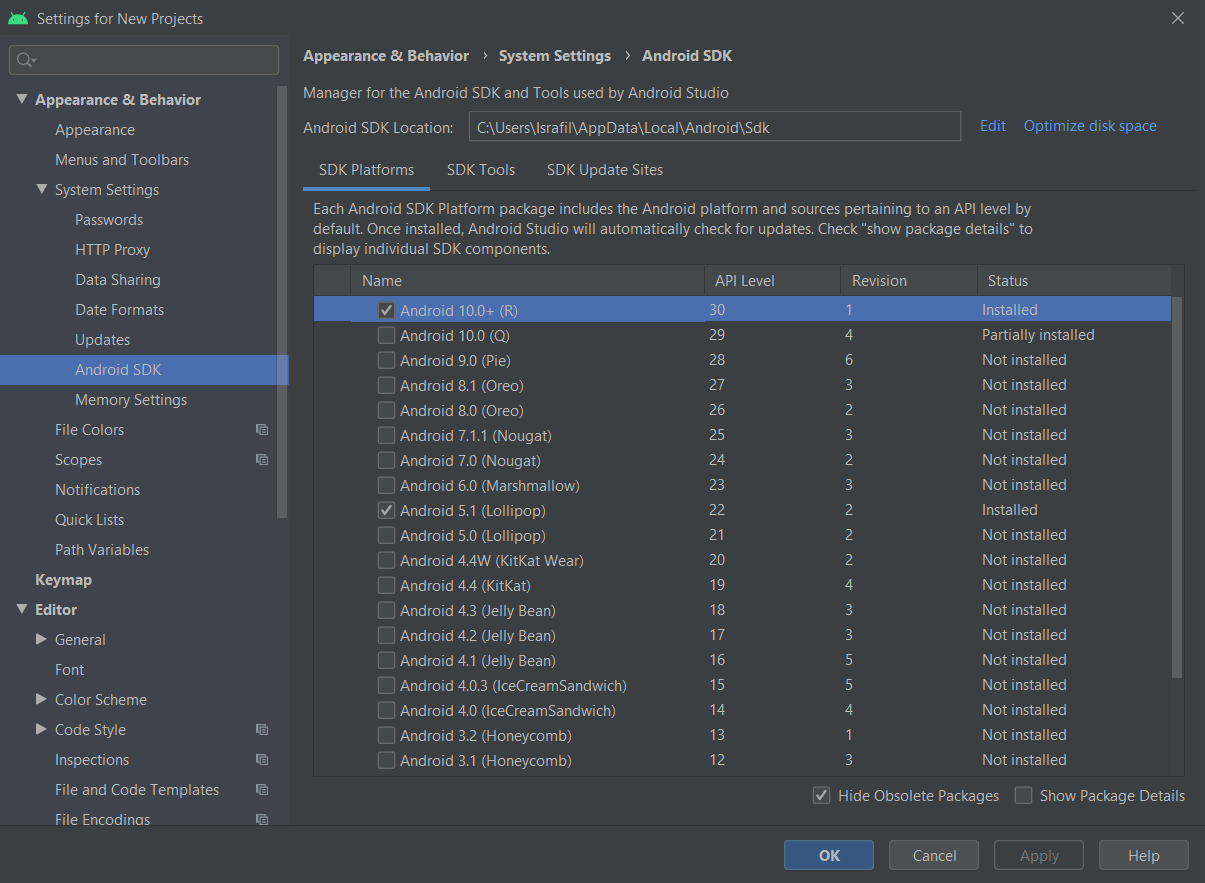 Settings for New Projects
Appearance & Behavior
Appearance
Menus and Toolbars
System Settings
Passwords
HTTP Proxy
Data Sharing
Date Formats
Updates
Android SDK
Memory Settings
File Colors
Scopes
Notifications
Quick Lists
Path Variables
Keymap
Editor
General
Font
Color Scheme
Code Style
Inspections
File and Code Templates
File Encodings
Appearance & Behavior › System Settings › Android SDK
Manager for the Android SDK and Tools used by Android Studio
Android SDK Location: C:\Users\Israfil\AppData\Local\Android\Sdk Edit Optimize disk space
SDK Platforms SDK Tools SDK Update Sites
Each Android SDK Platform package includes the Android platform and sources pertaining to an API level by
default. Once installed, Android Studio will automatically check for updates. Check "show package details" to
display individual SDK components.
Name API Level Revision Status
Android 10.0+ (R) 30 1 Installed
Android 10.0 (Q) 29 4 Partially installed
Android 9.0 (Pie) 28 6 Not installed
Android 8.1 (Oreo) 27 3 Not installed
Android 8.0 (Oreo) 26 2 Not installed
Android 7.1.1 (Nougat) 25 3 Not installed
Android 7.0 (Nougat) 24 2 Not installed
Android 6.0 (Marshmallow) 23 3 Not installed
Android 5.1 (Lollipop) 22 2 Installed
Android 5.0 (Lollipop) 21 2 Not installed
Android 4.4W (KitKat Wear) 20 2 Not installed
Android 4.4 (KitKat) 19 4 Not installed
Android 4.3 (Jelly Bean) 18 3 Not installed
Android 4.2 (Jelly Bean) 17 3 Not installed
Android 4.1 (Jelly Bean) 16 5 Not installed
Android 4.0.3 (IceCreamSandwich) 15 5 Not installed
Android 4.0 (IceCreamSandwich) 14 4 Not installed
Android 3.2 (Honeycomb) 13 1 Not installed
Android 3.1 (Honeycomb) 12 3 Not installed
Hide Obsolete Packages Show Package Details
OK Cancel Apply Help